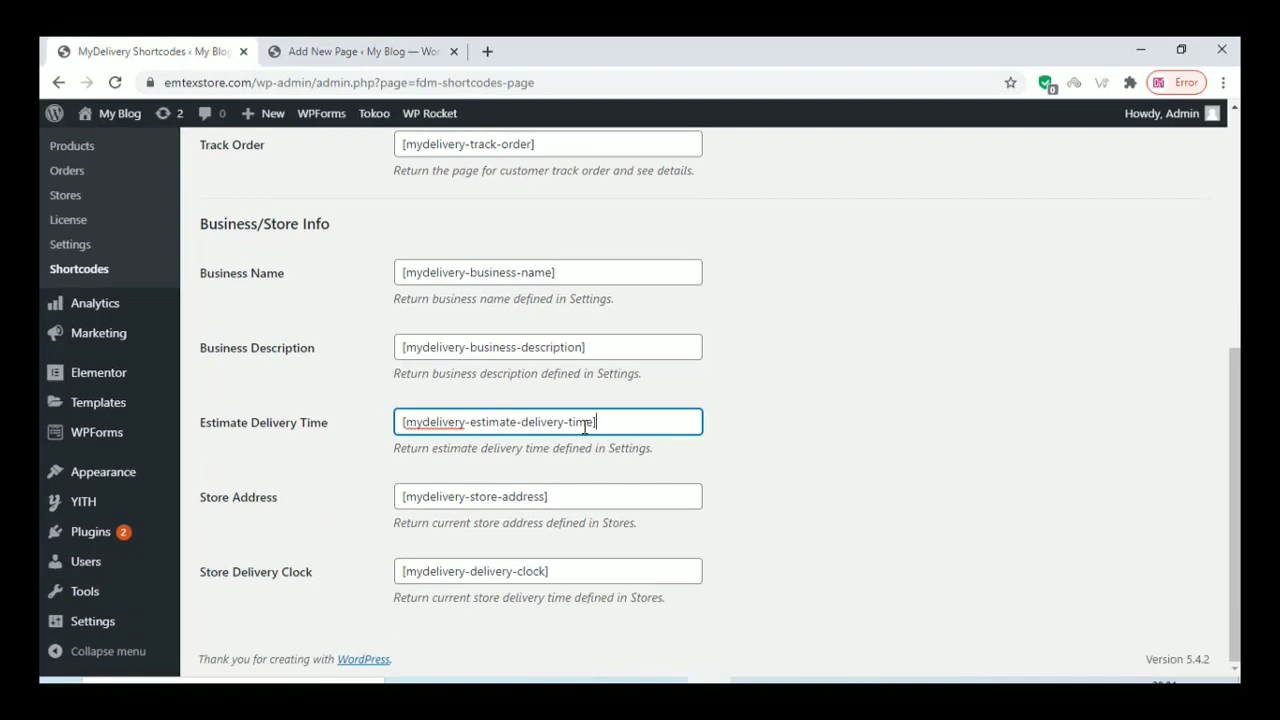 MyDelivery Shortcodes ‹ My Blog
Add New Page ‹ My Blog — Wor
emtexstore.com/wp-admin/admin.php?page=fdm-shortcodes-page
0
Error
My Blog
2
0
New
WPForms
Tokoo
WP Rocket
Howdy, Admin
Products
Orders
Stores
License
Settings
Shortcodes
Analytics
Marketing
Elementor
Templates
WPForms
YITH
Appearance
Plugins 2
Users
Tools
Settings
Collapse menu
Track Order
[mydelivery-track-order]
Return the page for customer track order and see details.
Business/Store Info
Business Name
[mydelivery-business-name]
Return business name defined in Settings.
Business Description
[mydelivery-business-description]
Return business description defined in Settings.
Estimate Delivery Time
[mydelivery-estimate-delivery-time]
Return estimate delivery time defined in Settings.
Store Address
[mydelivery-store-address]
Return current store address defined in Stores.
Store Delivery Clock
[mydelivery-delivery-clock]
Return current store delivery time defined in Stores.
Thank you for creating with WordPress.
Version 5.4.2